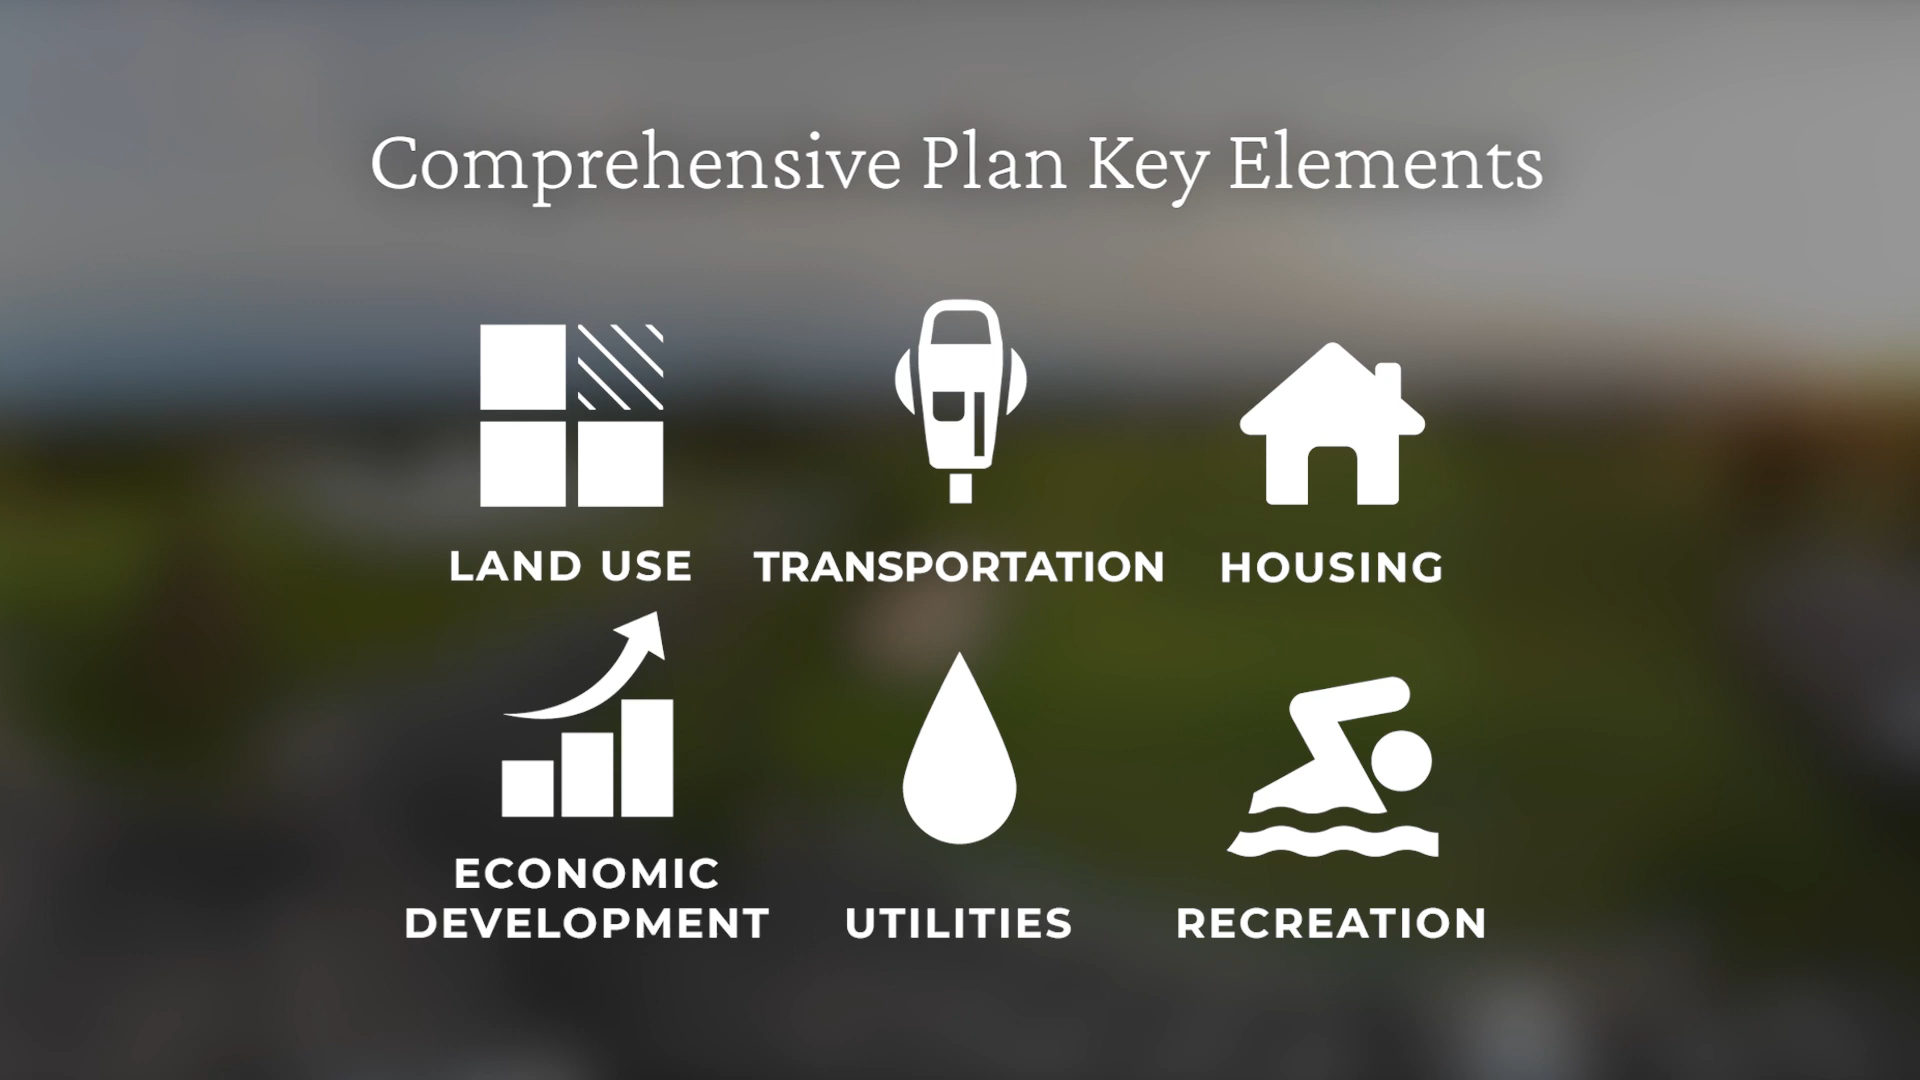 Comprehensive Plan Key Elements
LAND USE
TRANSPORTATION
HOUSING
ECONOMIC
DEVELOPMENT
UTILITIES
RECREATION